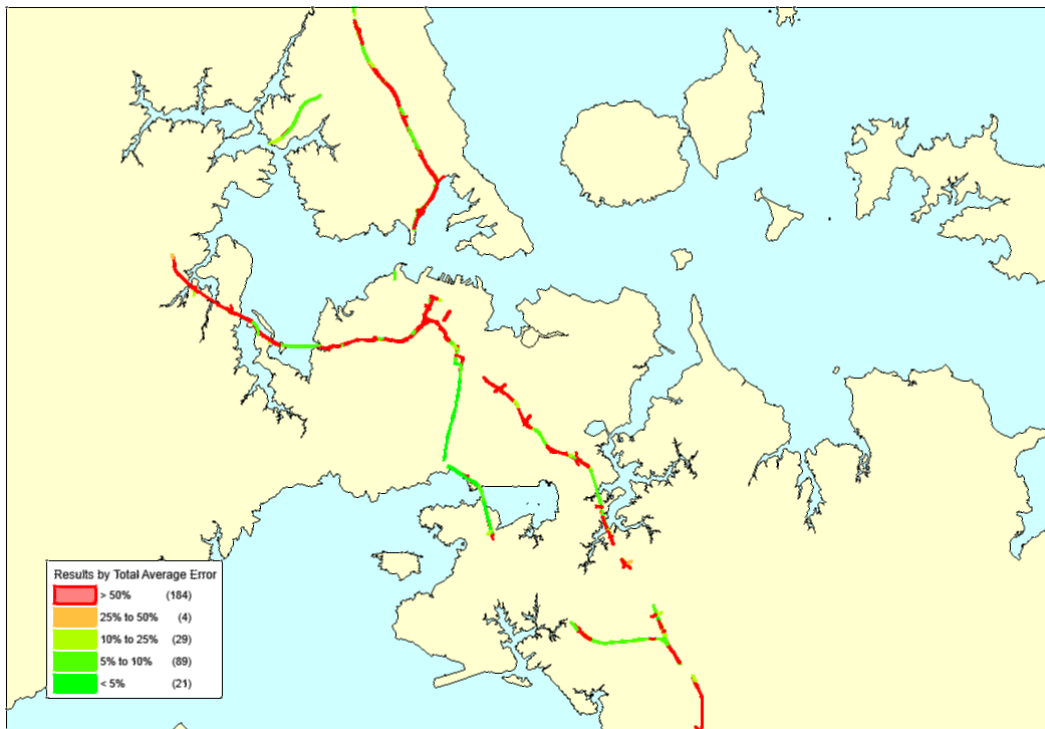 Results by Total Average Error
> 50% (184)
25% to 50% (4)
10% to 25% (29)
5% to 10% (89)
< 5% (21)